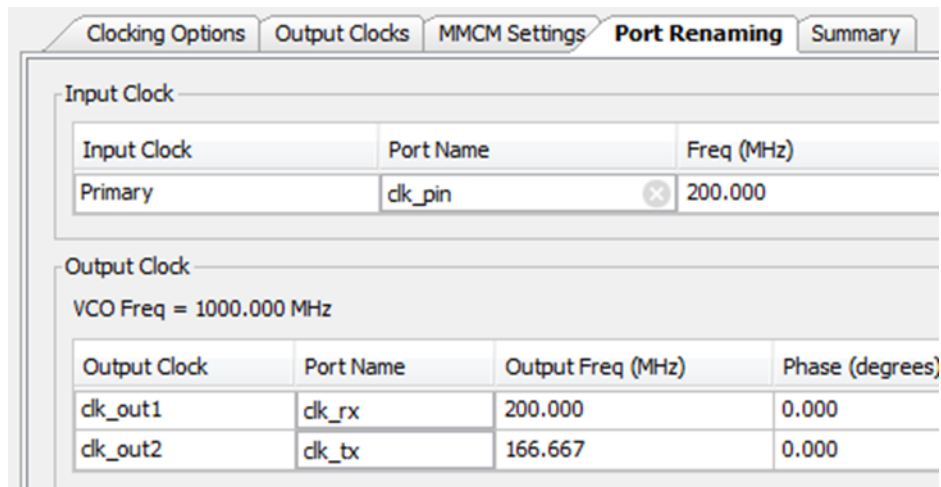 Clocking Options Output Clocks MMCM Settings Port Renaming Summary
Input Clock
Input Clock Port Name Freq (MHz)
Primary clk_pin 200.000
Output Clock
VCO Freq = 1000.000 MHz
Output Clock Port Name Output Freq (MHz) Phase (degrees)
clk_out1 clk_rx 200.000 0.000
clk_out2 clk_tx 166.667 0.000